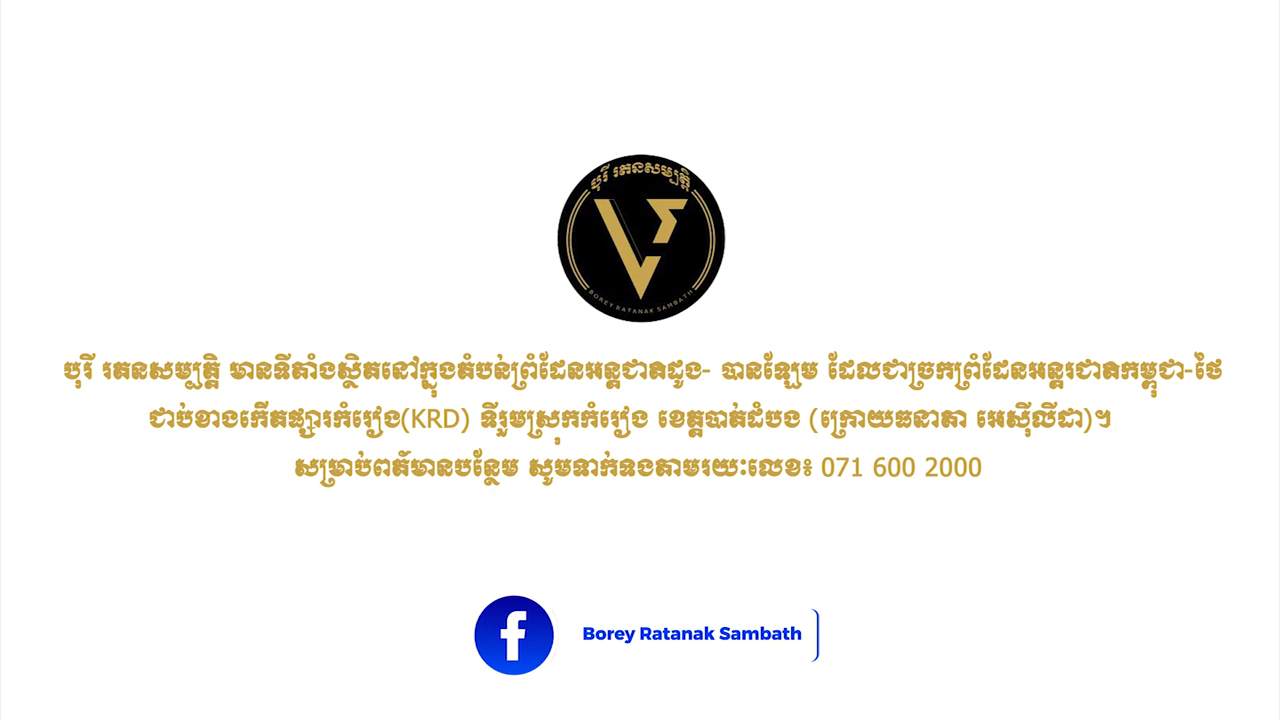 បុរី រតនសម្បត្តិ
BOREY RATANAK SAMBATH
បុរី រតនសម្បត្តិ មានទីតាំងស្ថិតនៅក្នុងតំបន់ព្រំដែនអន្តជាតិដូង- បានឡែម ដែលជាច្រកព្រំដែនអន្តរជាតិកម្ពុជា-ថៃ
ជាប់ខាងកើតផ្សារកំរៀង(KRD) ទីរួមស្រុកកំរៀង ខេត្តបាត់ដំបង (ក្រោយធនាគា អេស៊ីលីដា)។
សម្រាប់ពត័មានបន្ថែម សូមទាក់ទងតាមរយៈលេខ៖ 071 600 2000
Borey Ratanak Sambath